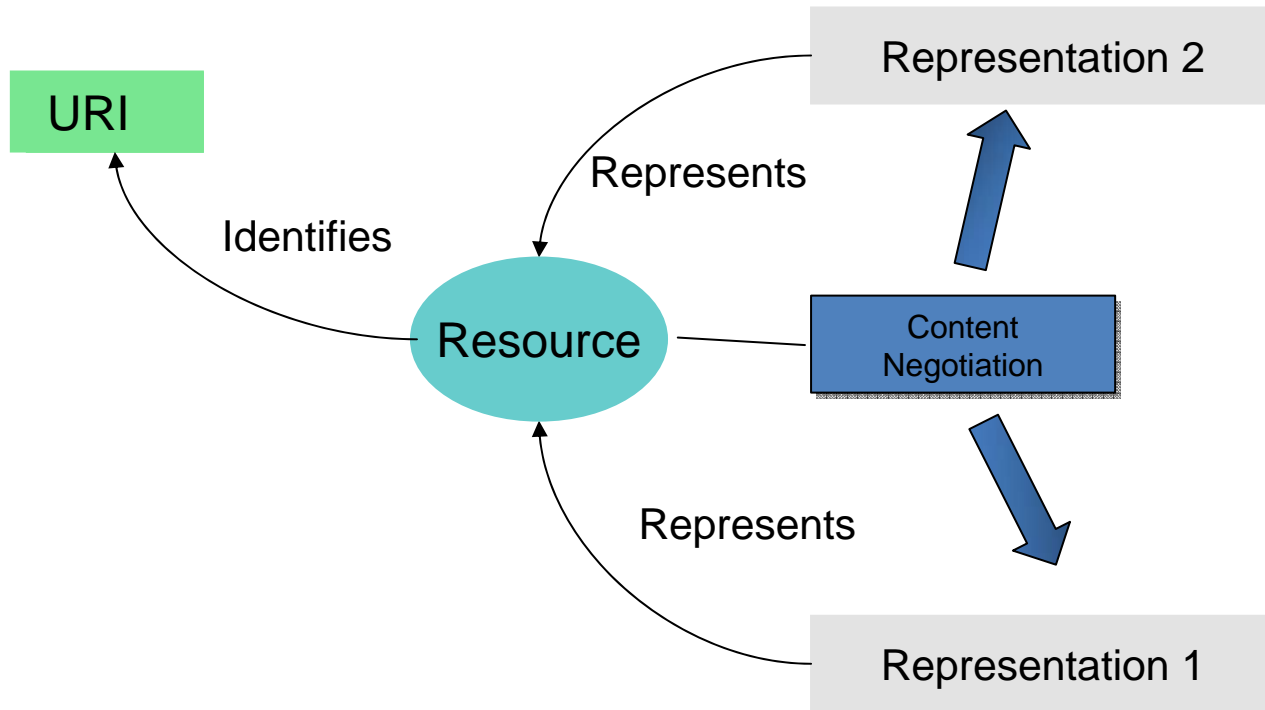 Representation 2
URI
Represents
Identifies
Resource
Content
Negotiation
Represents
Representation 1